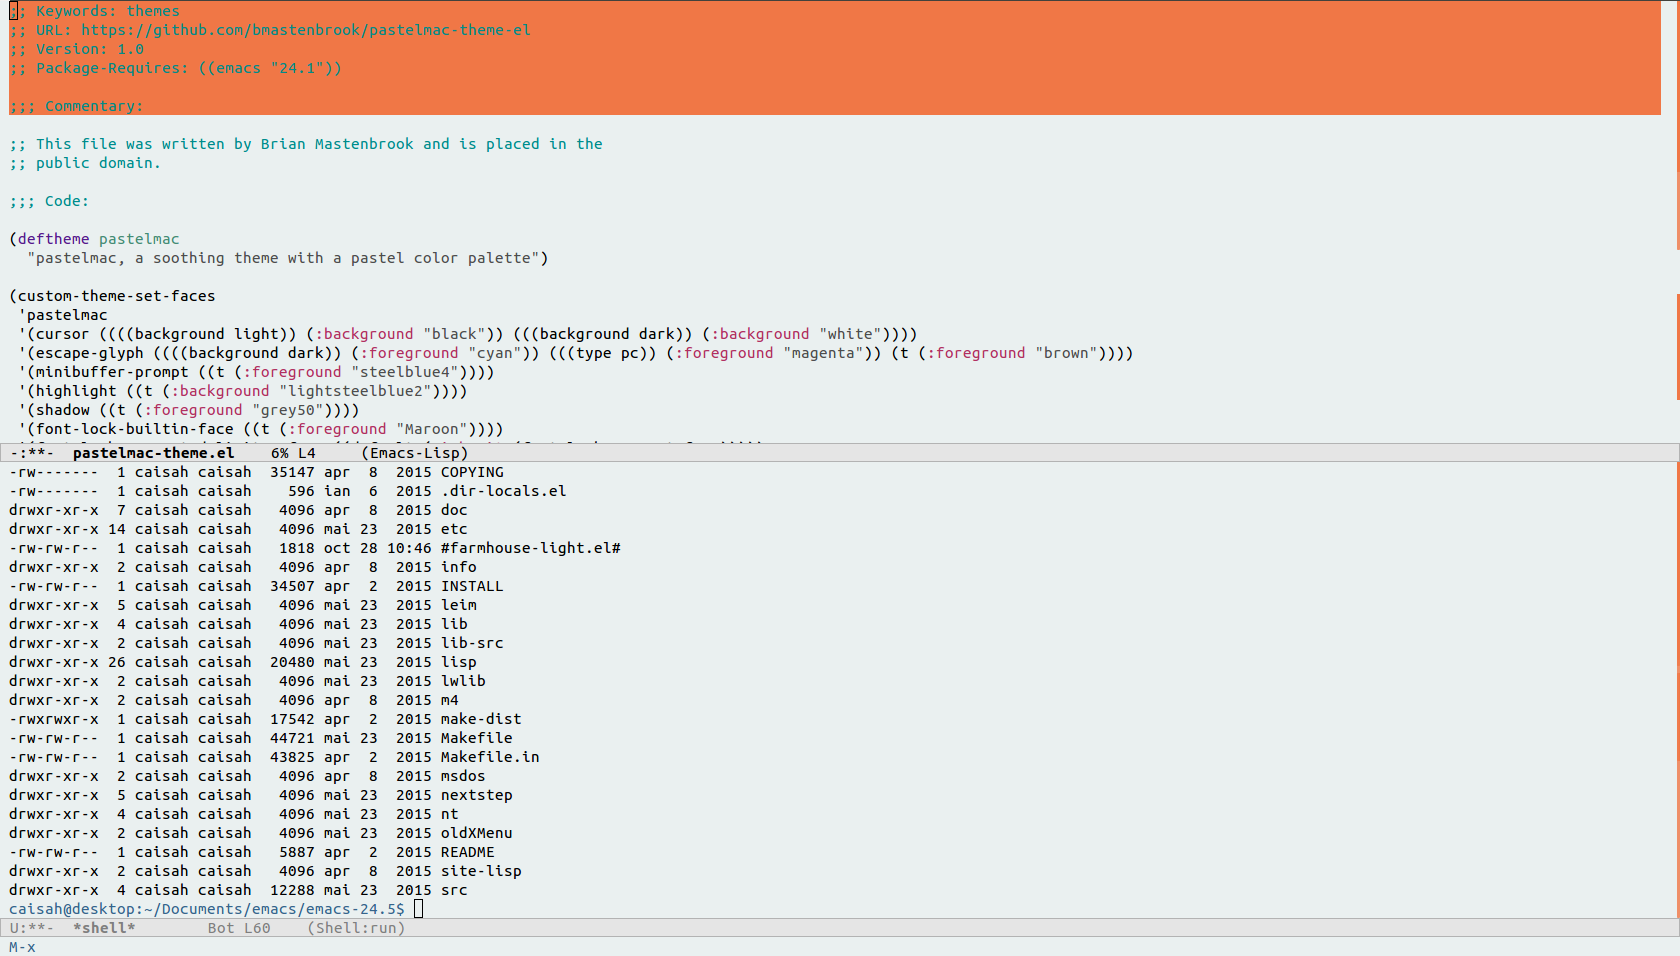 ;; Keywords: themes
;; URL: https://github.com/bmastenbrook/pastelmac-theme-el
;; Version: 1.0
;; Package-Requires: ((emacs "24.1"))
;;; Commentary:
;; This file was written by Brian Mastenbrook and is placed in the
;; public domain.
;;; Code:
(deftheme pastelmac
  "pastelmac, a soothing theme with a pastel color palette")
(custom-theme-set-faces
 'pastelmac
 '(cursor ((((background light)) (:background "black")) (((background dark)) (:background "white"))))
 '(escape-glyph ((((background dark)) (:foreground "cyan")) (((type pc)) (:foreground "magenta")) (t (:foreground "brown"))))
 '(minibuffer-prompt ((t (:foreground "steelblue4"))))
 '(highlight ((t (:background "lightsteelblue2"))))
 '(shadow ((t (:foreground "grey50"))))
 '(font-lock-builtin-face ((t (:foreground "Maroon"))))
-:**-  pastelmac-theme.el    6% L4     (Emacs-Lisp)
-rw-------  1 caisah caisah  35147 apr  8  2015 COPYING
-rw-------  1 caisah caisah    596 ian  6  2015 .dir-locals.el
drwxr-xr-x  7 caisah caisah   4096 apr  8  2015 doc
drwxr-xr-x 14 caisah caisah   4096 mai 23  2015 etc
-rw-rw-r--  1 caisah caisah   1818 oct 28 10:46 #farmhouse-light.el#
drwxr-xr-x  2 caisah caisah   4096 apr  8  2015 info
-rw-rw-r--  1 caisah caisah  34507 apr  2  2015 INSTALL
drwxr-xr-x  5 caisah caisah   4096 mai 23  2015 leim
drwxr-xr-x  4 caisah caisah   4096 mai 23  2015 lib
drwxr-xr-x  2 caisah caisah   4096 mai 23  2015 lib-src
drwxr-xr-x 26 caisah caisah  20480 mai 23  2015 lisp
drwxr-xr-x  2 caisah caisah   4096 mai 23  2015 lwlib
drwxr-xr-x  2 caisah caisah   4096 apr  8  2015 m4
-rwxrwxr-x  1 caisah caisah  17542 apr  2  2015 make-dist
-rw-rw-r--  1 caisah caisah  44721 mai 23  2015 Makefile
-rw-rw-r--  1 caisah caisah  43825 apr  2  2015 Makefile.in
drwxr-xr-x  2 caisah caisah   4096 apr  8  2015 msdos
drwxr-xr-x  5 caisah caisah   4096 mai 23  2015 nextstep
drwxr-xr-x  4 caisah caisah   4096 mai 23  2015 nt
drwxr-xr-x  2 caisah caisah   4096 mai 23  2015 oldXMenu
-rw-rw-r--  1 caisah caisah   5887 apr  2  2015 README
drwxr-xr-x  2 caisah caisah   4096 apr  8  2015 site-lisp
drwxr-xr-x  4 caisah caisah  12288 mai 23  2015 src
caisah@desktop:~/Documents/emacs/emacs-24.5$
U:**-  *shell*        Bot L60    (Shell:run)
M-x